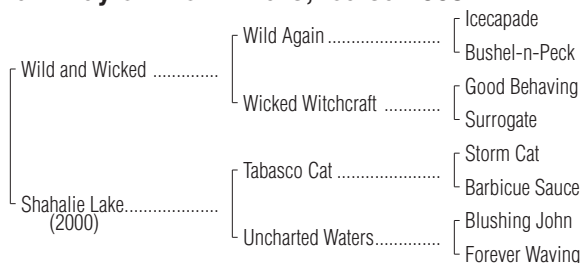 Icecapade
Wild Again ......................
Bushel-n-Peck
Wild and Wicked .............
Good Behaving
Wicked Witchcraft ...........
Surrogate
Storm Cat
Tabasco Cat ....................
Barbicue Sauce
Shahalie Lake..................
(2000)
Blushing John
Uncharted Waters.............
Forever Waving